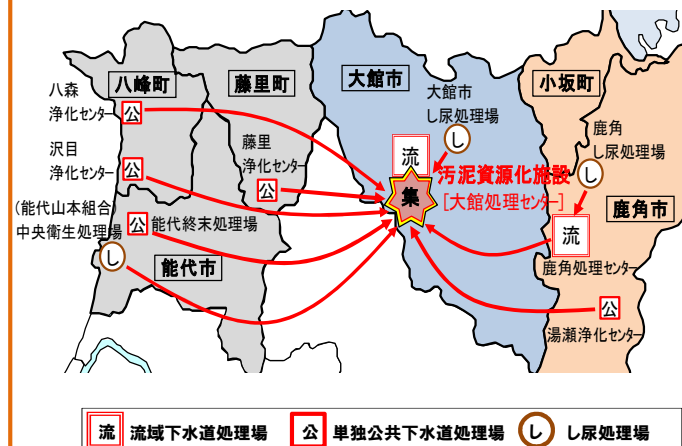 八森
浄化センター
公
八峰町
藤里町
大館市
小坂町
大館市
し尿処理場
し
沢目
浄化センター
公
藤里
浄化センター
公
流
集
汚泥資源化施設
[大館処理センター]
鹿角
し尿処理場
し
鹿角市
流
鹿角処理センター
(能代山本組合)
中央衛生処理場
し
公
能代終末処理場
能代市
公
湯瀬浄化センター
流 流域下水道処理場 公 単独公共下水道処理場 し し尿処理場